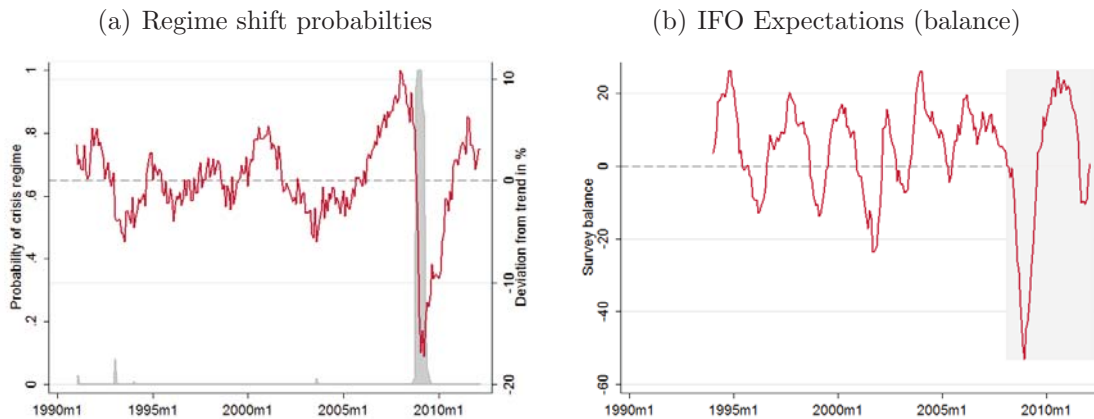 (a) Regime shift probabilties
(b) IFO Expectations (balance)
Probability of crisis regime
1
.8
.6
.4
.2
0
10
0
-10
-20
Deviation from trend in %
1990m1 1995m1 2000m1 2005m1 2010m1
Survey balance
20
0
-20
-40
-60
1990m1 1995m1 2000m1 2005m1 2010m1